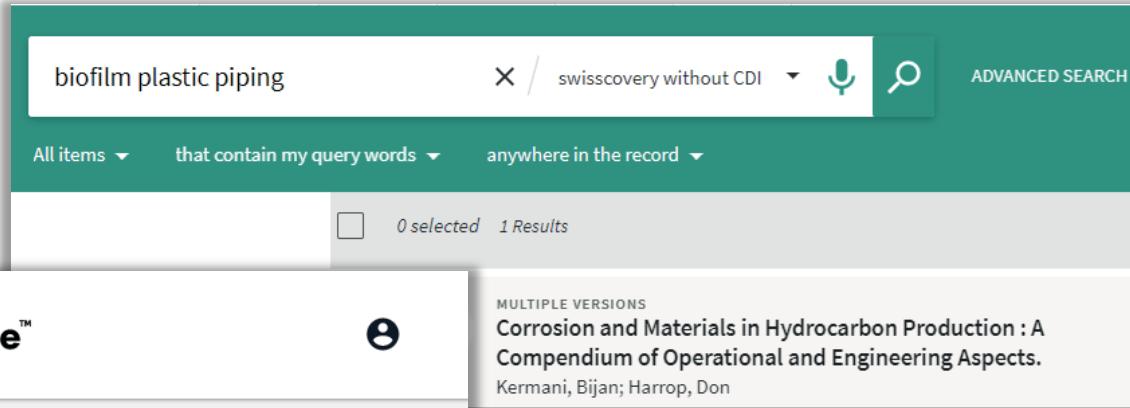 biofilm plastic piping
swisscovery without CDI
ADVANCED SEARCH
All items
that contain my query words
anywhere in the record
0 selected 1 Results
e™
MULTIPLE VERSIONS
Corrosion and Materials in Hydrocarbon Production : A
Compendium of Operational and Engineering Aspects.
Kermani, Bijan; Harrop, Don